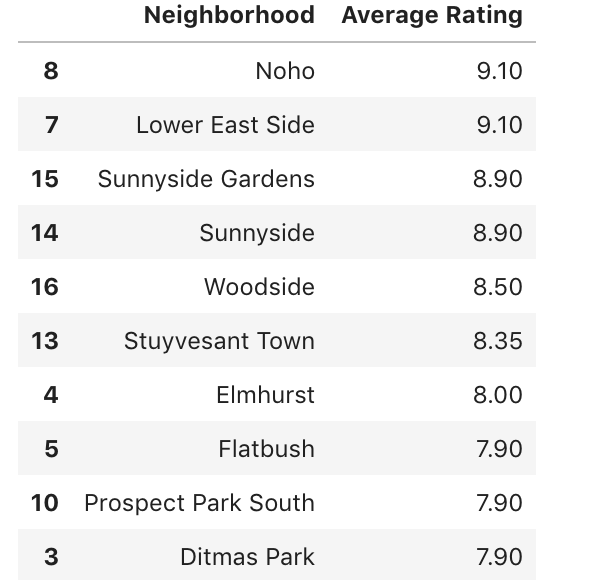 Neighborhood Average Rating
8 Noho 9.10
7 Lower East Side 9.10
15 Sunnyside Gardens 8.90
14 Sunnyside 8.90
16 Woodside 8.50
13 Stuyvesant Town 8.35
4 Elmhurst 8.00
5 Flatbush 7.90
10 Prospect Park South 7.90
3 Ditmas Park 7.90